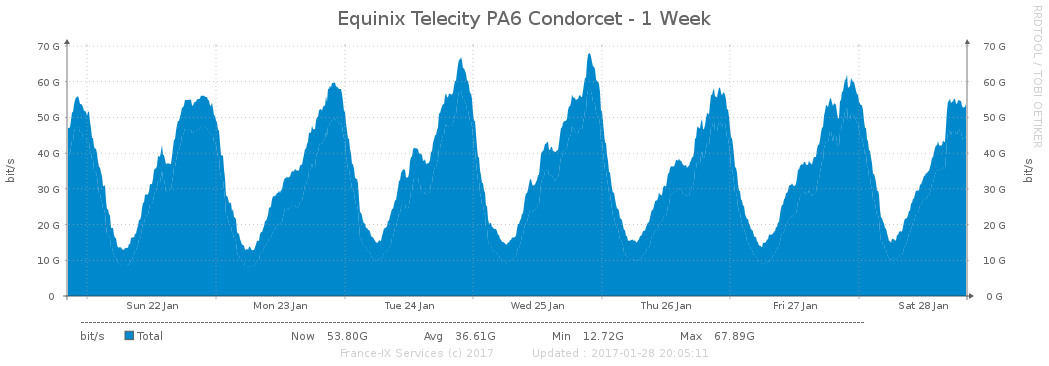 Equinix Telecity PA6 Condorcet - 1 Week
RRDTOOL / TOBI OETIKER
70 G 70 G
60 G 60 G
50 G 50 G
40 G 40 G
30 G 30 G
20 G 20 G
10 G 10 G
0 0 G
bit/s
bit/s
Sun 22 Jan Mon 23 Jan Tue 24 Jan Wed 25 Jan Thu 26 Jan Fri 27 Jan Sat 28 Jan
bit/s Total Now 53.80G Avg 36.61G Min 12.72G Max 67.89G
France-IX Services (c) 2017 Updated : 2017-01-28 20:05:11